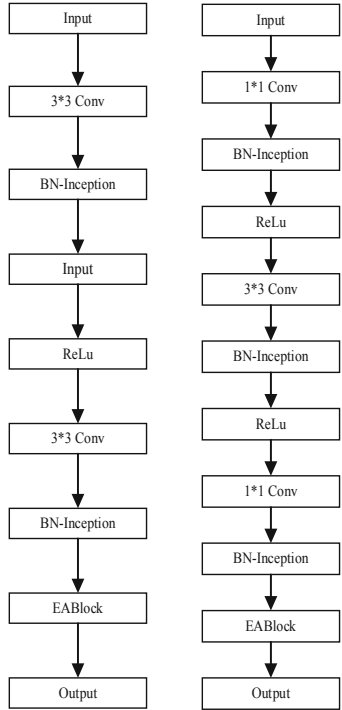 Input
3*3 Conv
BN-Inception
Input
ReLu
3*3 Conv
BN-Inception
EABlock
Output
Input
1*1 Conv
BN-Inception
ReLu
3*3 Conv
BN-Inception
ReLu
1*1 Conv
BN-Inception
EABlock
Output